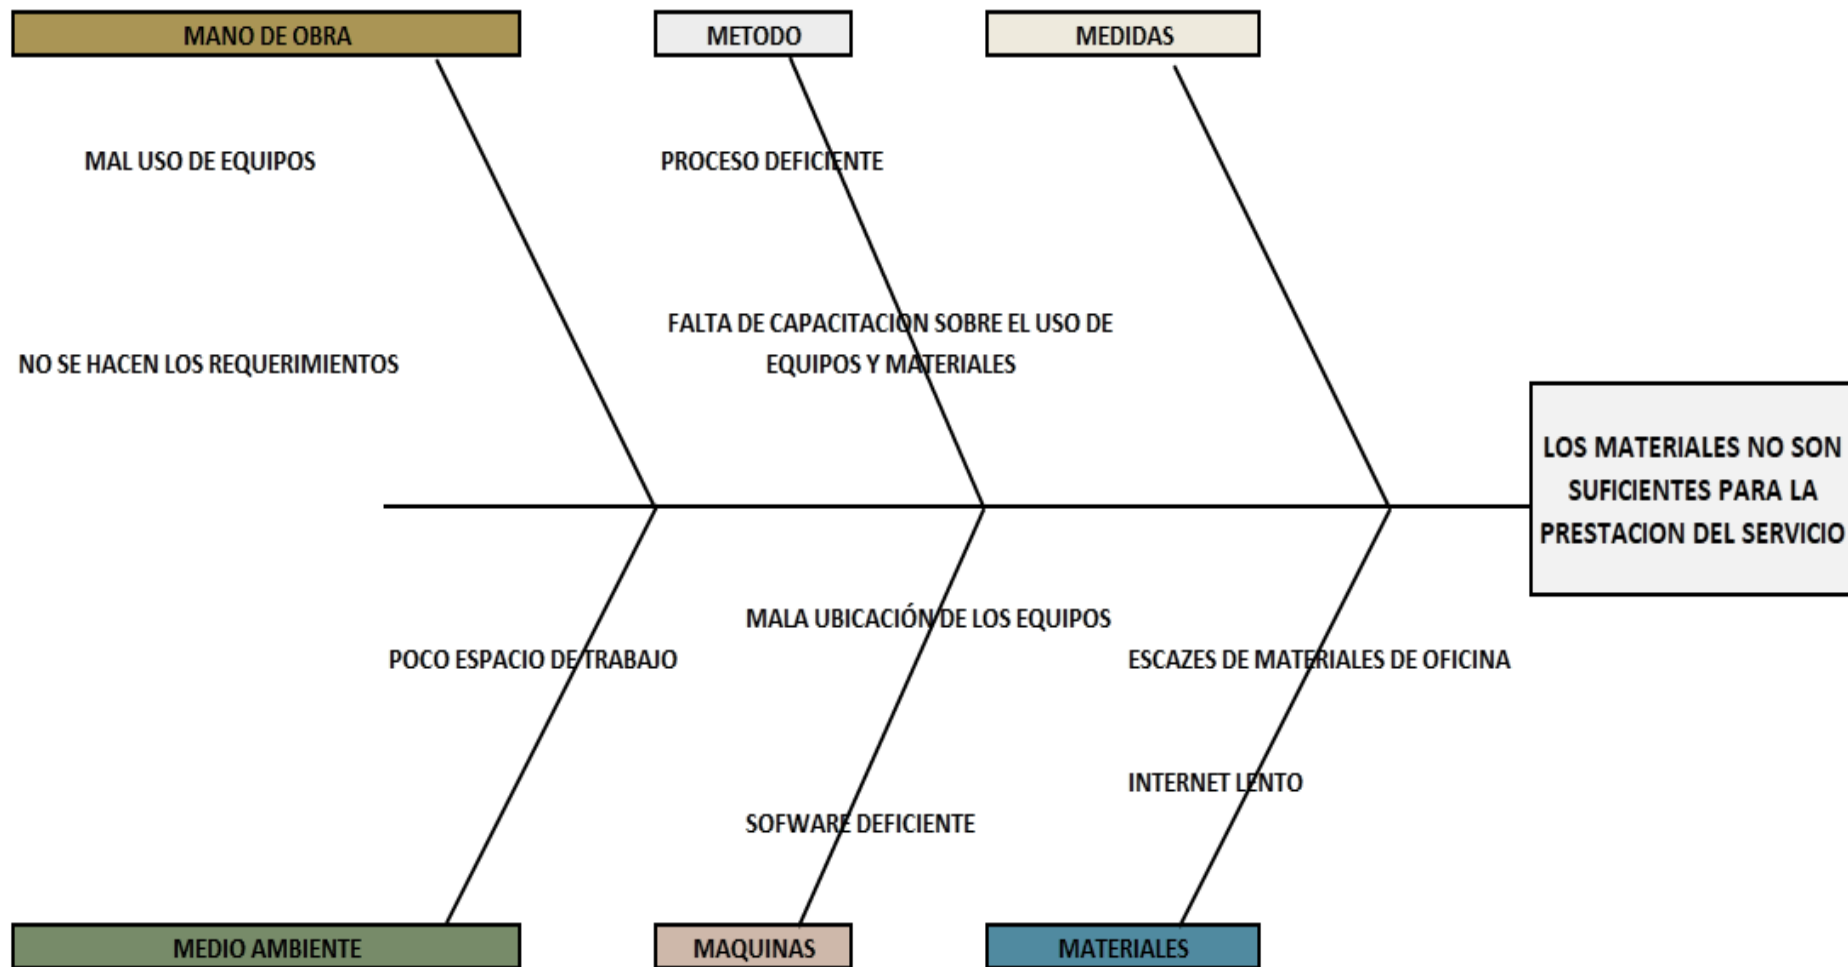 MANO DE OBRA
METODO
MEDIDAS
MAL USO DE EQUIPOS
PROCESO DEFICIENTE
FALTA DE CAPACITACION SOBRE EL USO DE
EQUIPOS Y MATERIALES
NO SE HACEN LOS REQUERIMIENTOS
LOS MATERIALES NO SON
SUFICIENTES PARA LA
PRESTACION DEL SERVICIO
MALA UBICACIÓN DE LOS EQUIPOS
POCO ESPACIO DE TRABAJO
ESCAZES DE MATERIALES DE OFICINA
INTERNET LENTO
SOFWARE DEFICIENTE
MEDIO AMBIENTE
MAQUINAS
MATERIALES